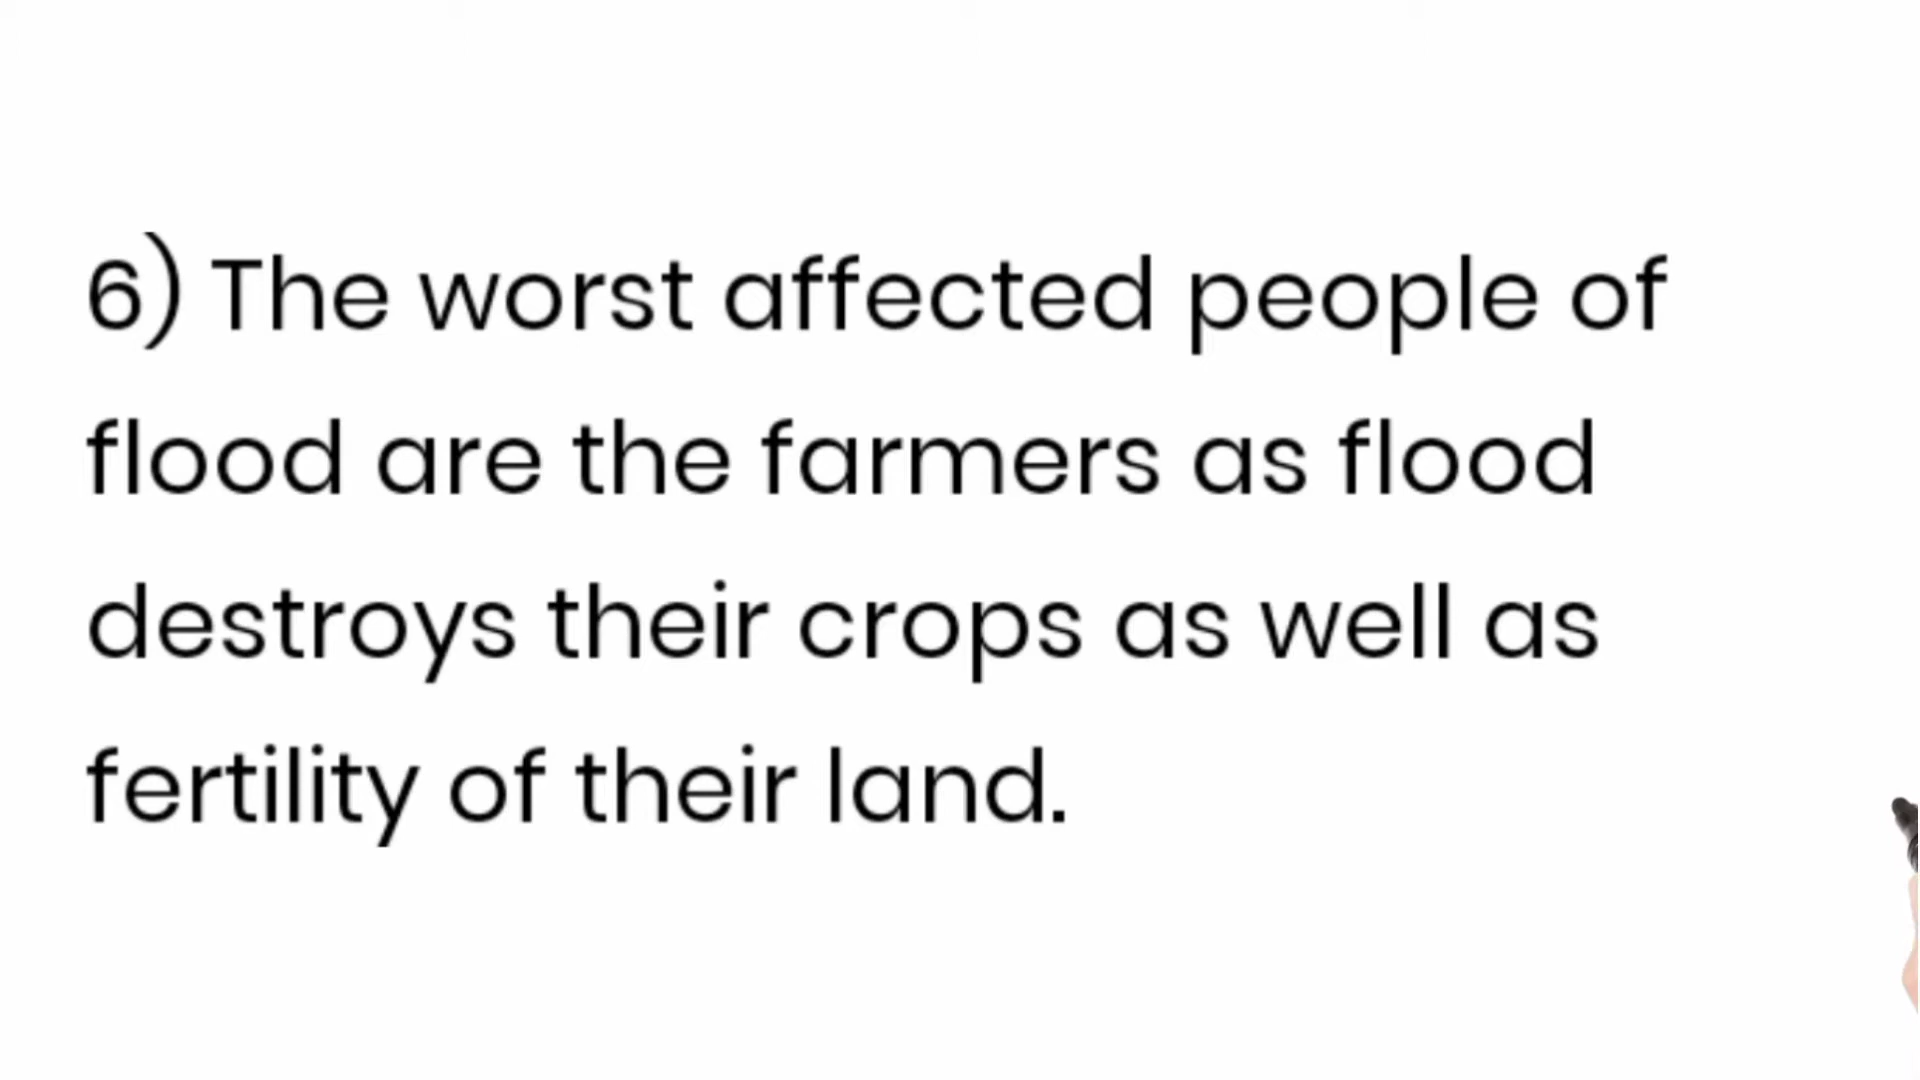 6) The worst affected people of
flood are the farmers as flood
destroys their crops as well as
fertility of their land.